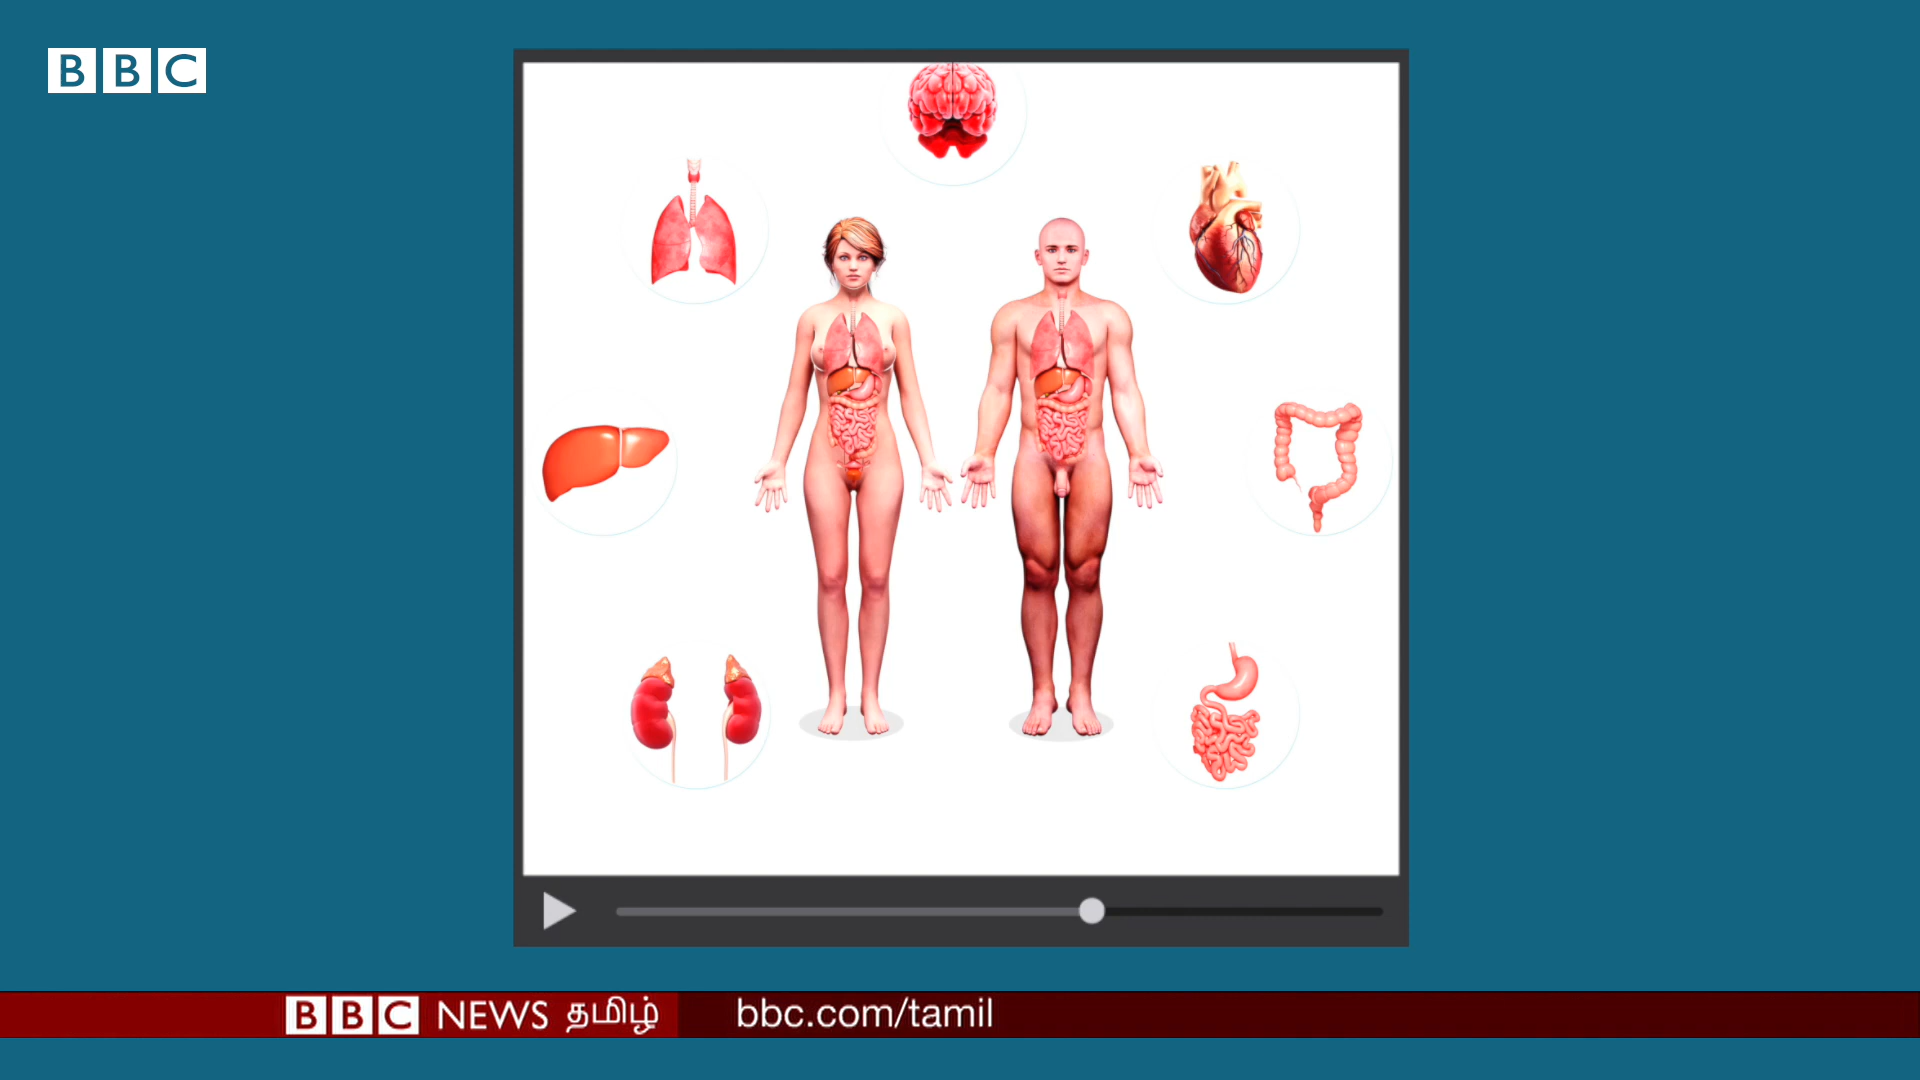 BBC
BBC NEWS தமிழ்
bbc.com/tamil